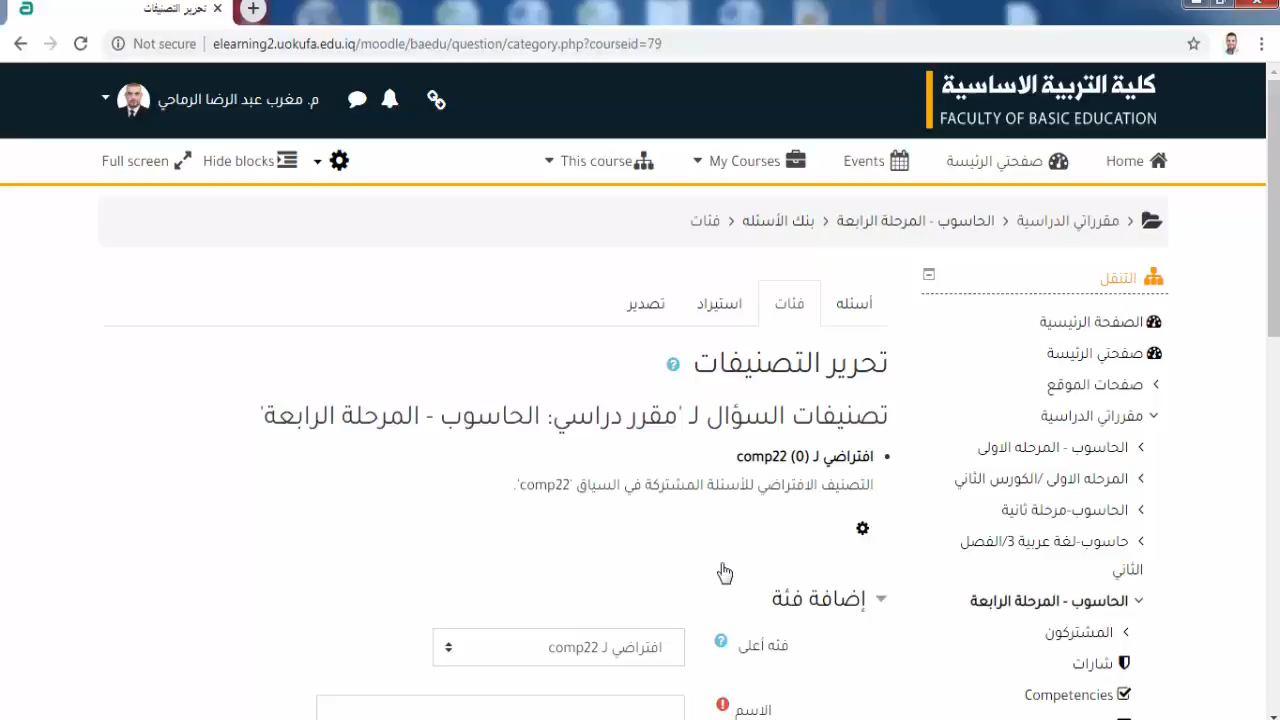 تحرير التصنيفات
Not secure
elearning2.uokufa.edu.iq/moodle/baedu/question/category.php?courseid=79
كلية التربية الاساسية
FACULTY OF BASIC EDUCATION
م. مغرب عبد الرضا الرماحي
Home
صفحتي الرئيسة
Events
My Courses
This course
Hide blocks
Full screen
مقرراتي الدراسية
الحاسوب - المرحلة الرابعة
بنك الأسئله
فئات
التنقل
الصفحة الرئيسية
صفحتي الرئيسة
صفحات الموقع
مقرراتي الدراسية
الحاسوب - المرحله الاولى
المرحله الاولى /الكورس الثاني
الحاسوب-مرحلة ثانية
حاسوب-لغة عربية 3/الفصل
الثاني
الحاسوب - المرحلة الرابعة
المشتركون
شارات
Competencies
أسئله
فئات
استيراد
تصدير
تحرير التصنيفات
تصنيفات السؤال لـ 'مقرر دراسي: الحاسوب - المرحلة الرابعة'
افتراضي لـ comp22 (0)
التصنيف الافتراضي للأسئلة المشتركة في السياق 'comp22'.
إضافة فئة
فئه أعلى
افتراضي لـ comp22
الاسم